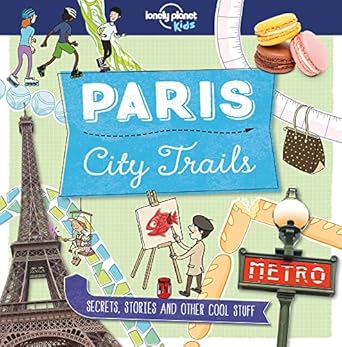 lonely planet
Kids
PARIS
City Trails
METRO
SECRETS, STORIES AND OTHER COOL STUFF